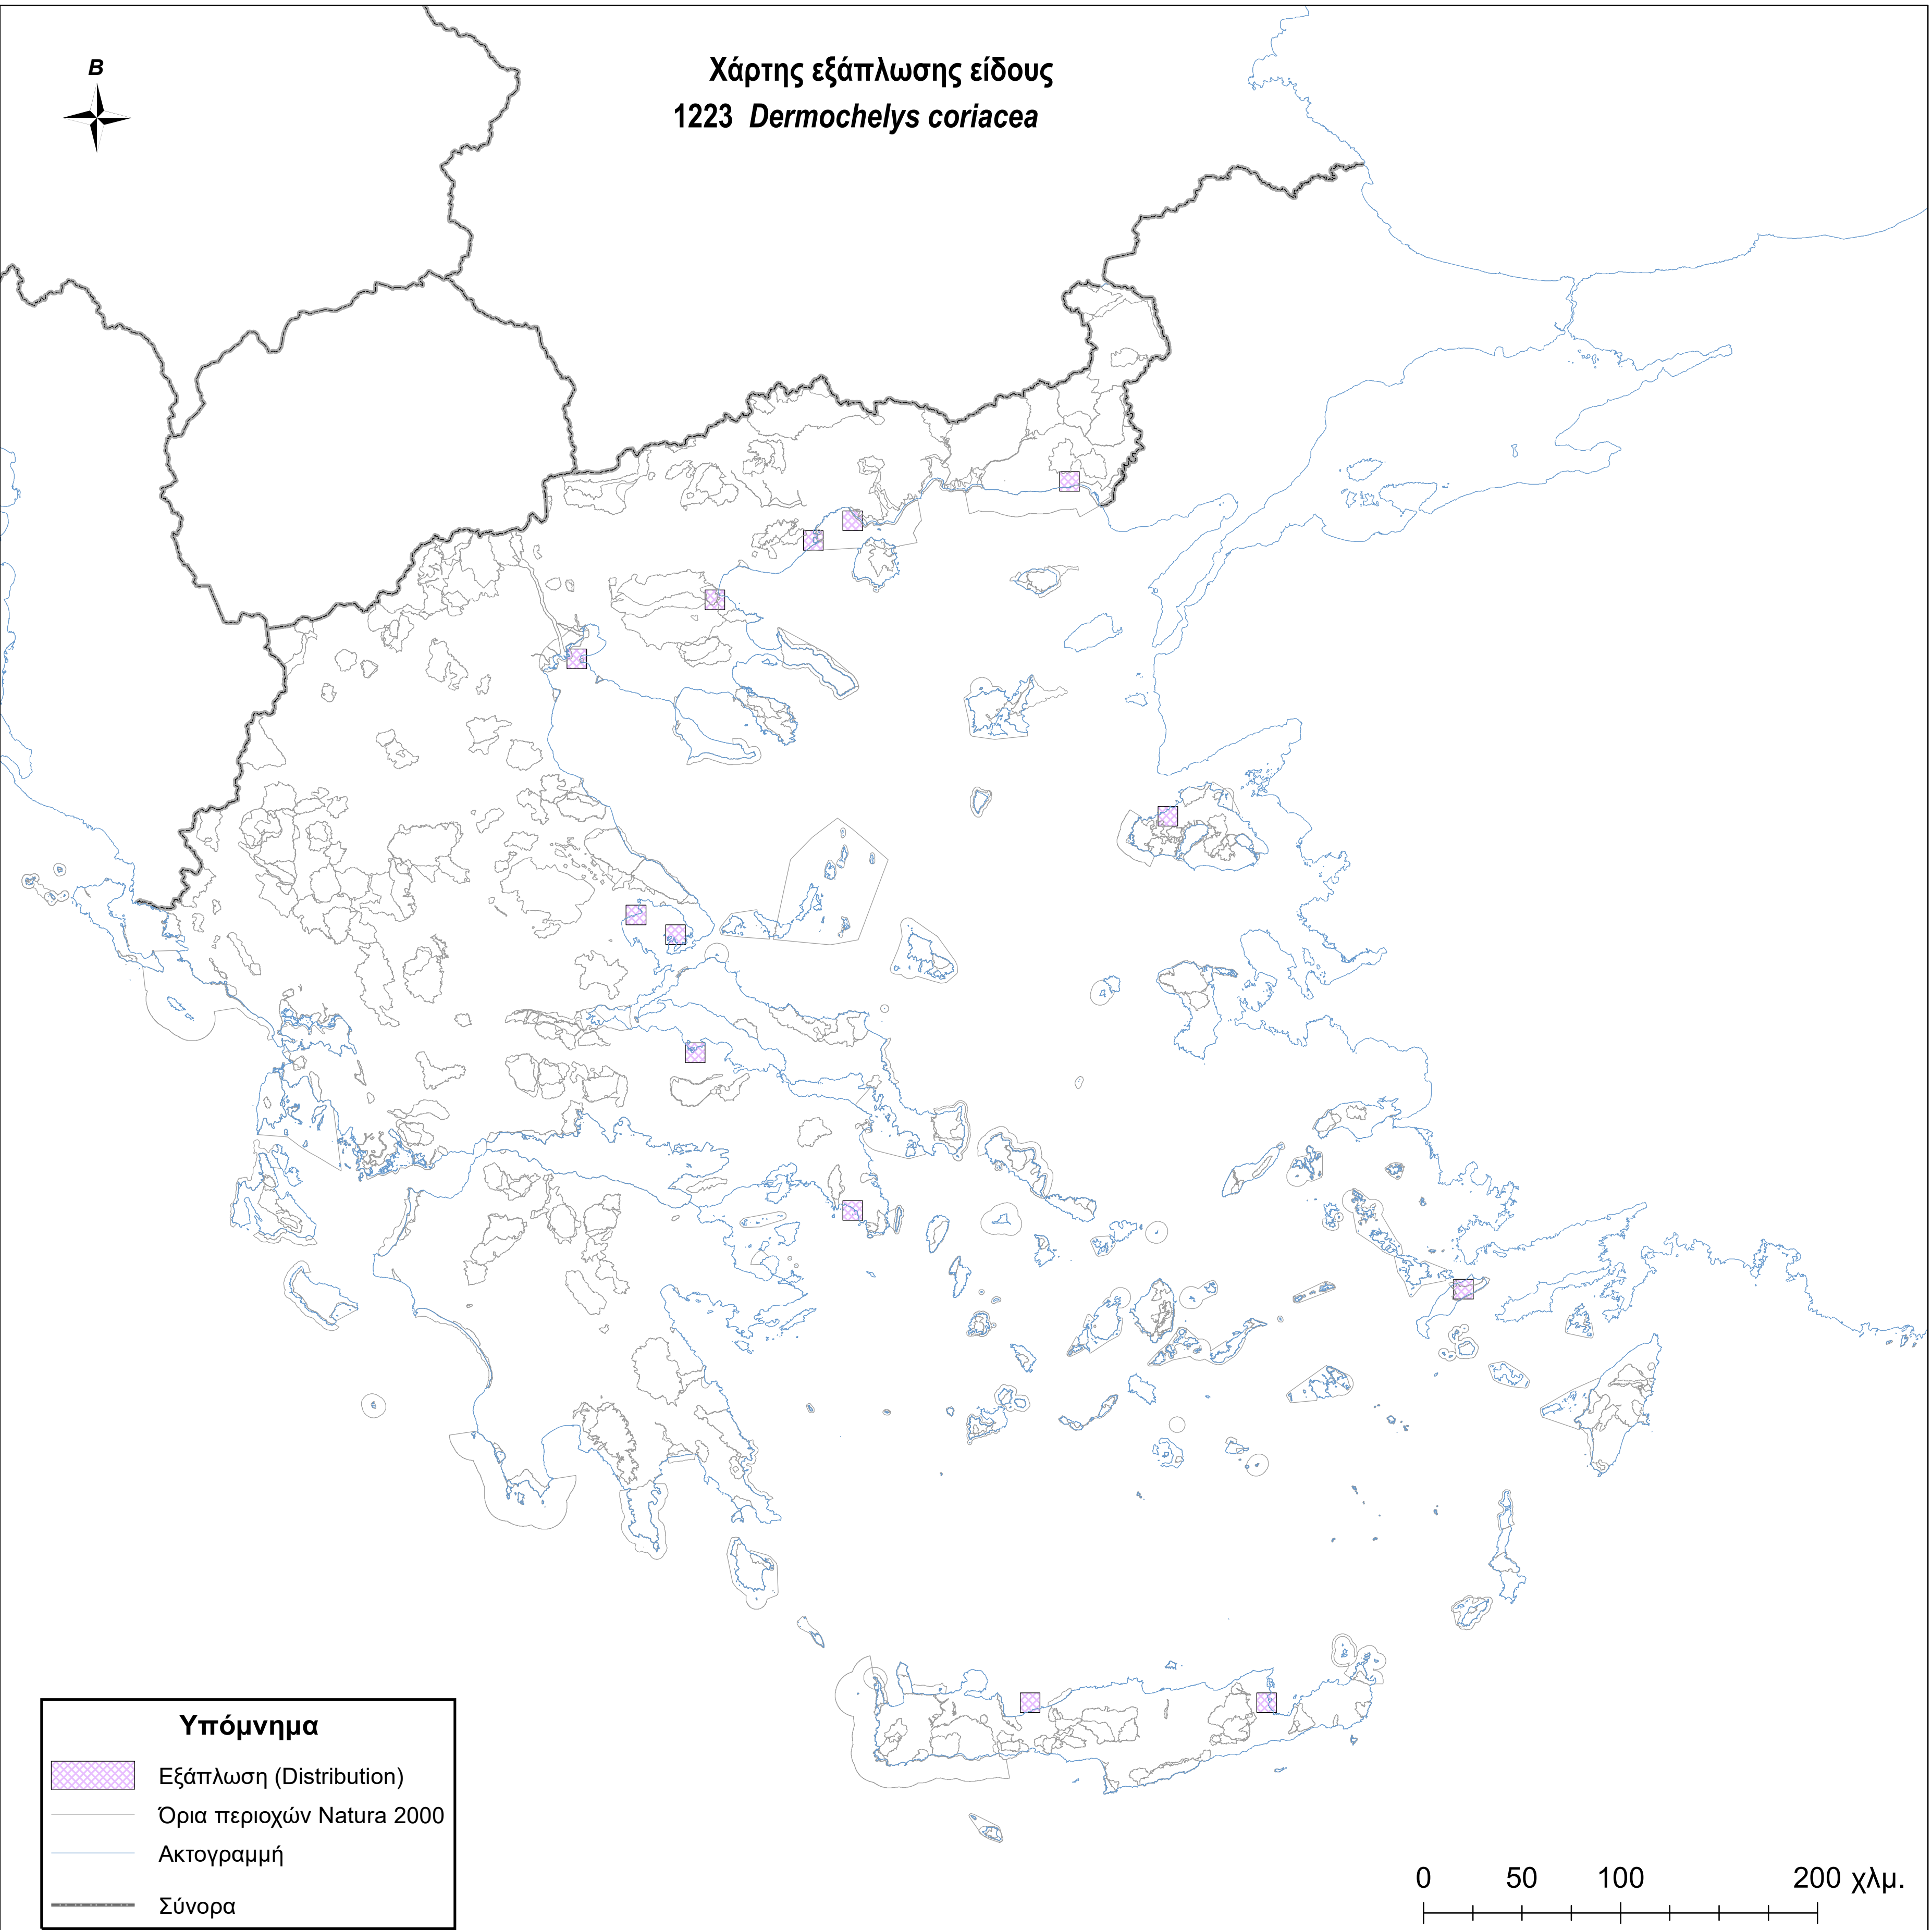 B
Χάρτης εξάπλωσης είδους
1223 Dermochelys coriacea
Υπόμνημα
Εξάπλωση (Distribution)
Όρια περιοχών Natura 2000
Ακτογραμμή
Σύνορα
0 50 100 200 χλμ.